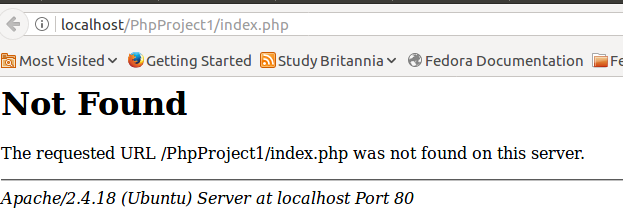 localhost/PhpProject1/index.php
Most Visited Getting Started Study Britannia Fedora Documentation Fe
Not Found
The requested URL /PhpProject1/index.php was not found on this server.
Apache/2.4.18 (Ubuntu) Server at localhost Port 80